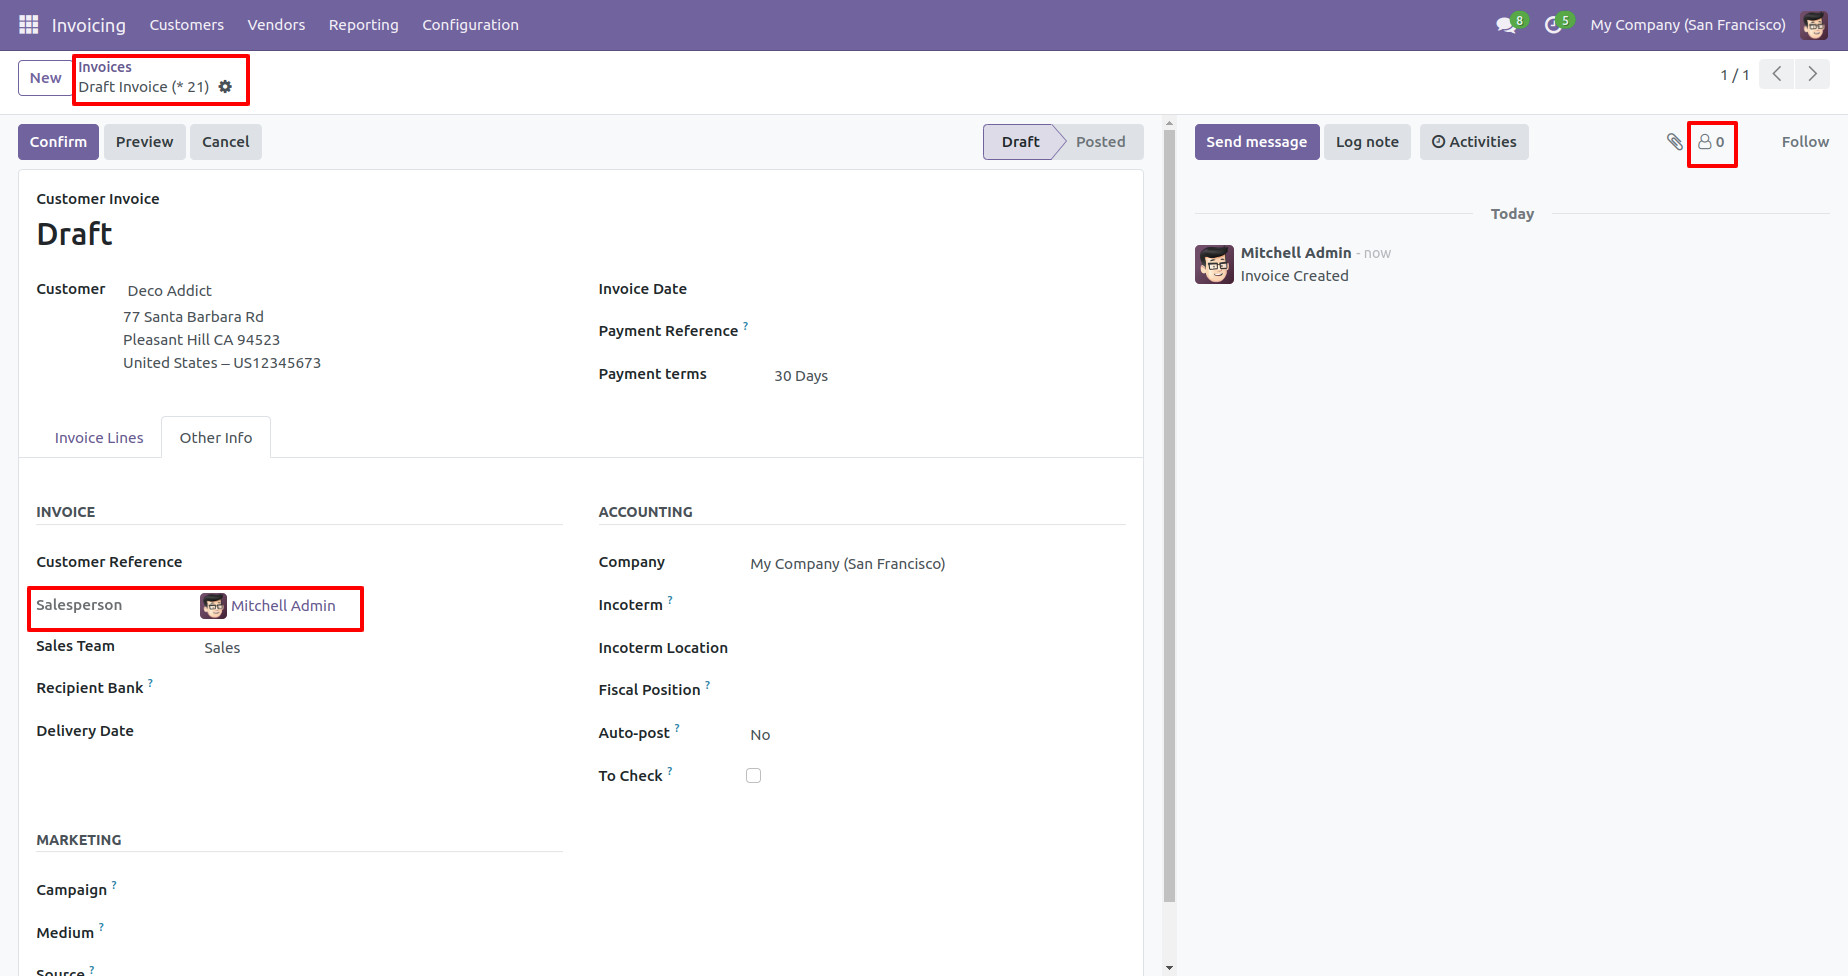 Invoicing Customers Vendors Reporting Configuration 8 5 My Company (San Francisco)
New
Invoices
Draft Invoice (* 21)
1 / 1
Confirm Preview Cancel Draft Posted
Send message Log note Activities 0 Follow
Customer Invoice
Draft
Today
Mitchell Admin - now
Invoice Created
Customer Deco Addict
77 Santa Barbara Rd
Pleasant Hill CA 94523
United States – US12345673
Invoice Date
Payment Reference ?
Payment terms 30 Days
Invoice Lines Other Info
INVOICE
Customer Reference
Salesperson Mitchell Admin
Sales Team Sales
Recipient Bank ?
Delivery Date
ACCOUNTING
Company My Company (San Francisco)
Incoterm ?
Incoterm Location
Fiscal Position ?
Auto-post ? No
To Check ?
MARKETING
Campaign ?
Medium ?
Source ?